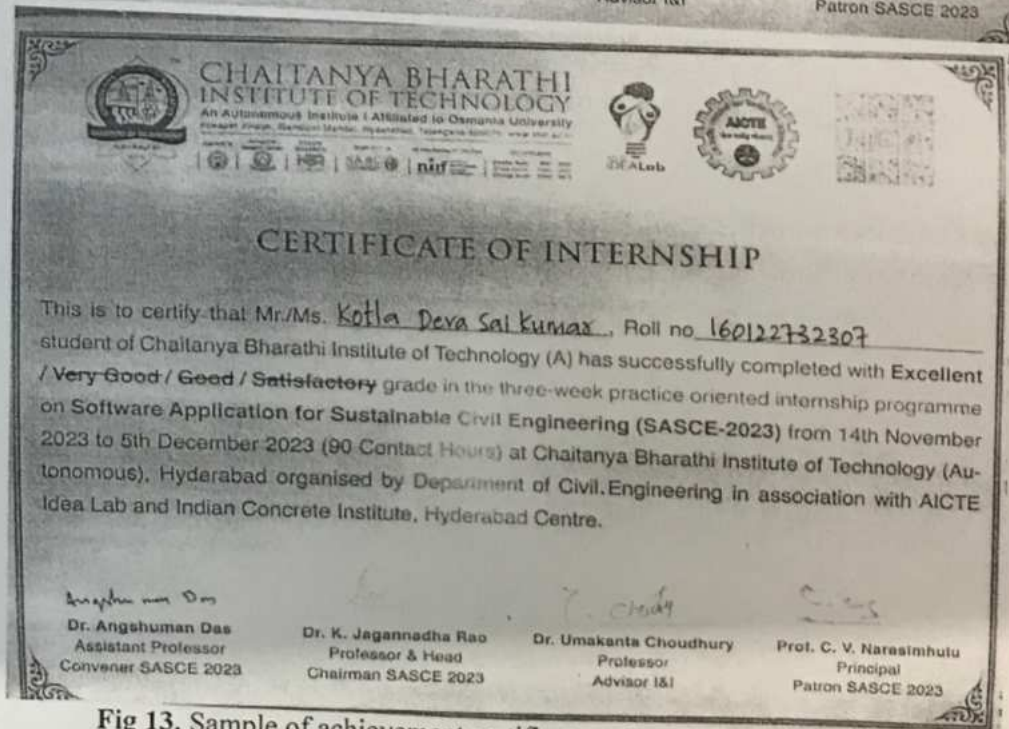 Patron SASCE 2023
CHAITANYA BHARATHI
INSTITUTE OF TECHNOLOGY
An Autonomous Institute | Affiliated to Osmania University
nirf
IDEALab
AICTE
CERTIFICATE OF INTERNSHIP
This is to certify that Mr./Ms. Kotla Deva Sai Kumar, Roll no 160122732307
student of Chaitanya Bharathi Institute of Technology (A) has successfully completed with Excellent
/ Very Good / Good / Satisfactory grade in the three-week practice oriented internship programme
on Software Application for Sustainable Civil Engineering (SASCE-2023) from 14th November
2023 to 5th December 2023 (90 Contact Hours) at Chaitanya Bharathi Institute of Technology (Au-
tonomous), Hyderabad organised by Department of Civil Engineering in association with AICTE
Idea Lab and Indian Concrete Institute, Hyderabad Centre.
Angshuman Das
Dr. Angshuman Das
Assistant Professor
Convener SASCE 2023
Dr. K. Jagannadha Rao
Professor & Head
Chairman SASCE 2023
Dr. Umakanta Choudhury
Professor
Advisor I&I
Prof. C. V. Narasimhulu
Principal
Patron SASCE 2023
Fig 13. Sample of